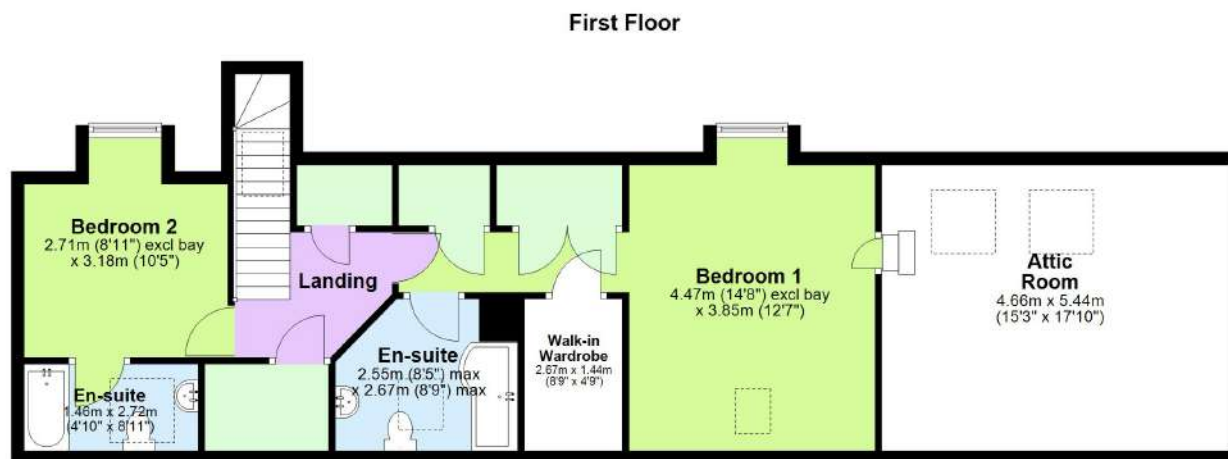 First Floor
Bedroom 2
2.71m (8'11") excl bay
x 3.18m (10'5")
Landing
Bedroom 1
4.47m (14'8") excl bay
x 3.85m (12'7")
Attic
Room
4.66m x 5.44m
(15'3" x 17'10")
En-suite
2.55m (8'5") max
x 2.67m (8'9") max
Walk-in
Wardrobe
2.67m x 1.44m
(8'9" x 4'9")
En-suite
1.46m x 2.72m
(4'10" x 8'11")